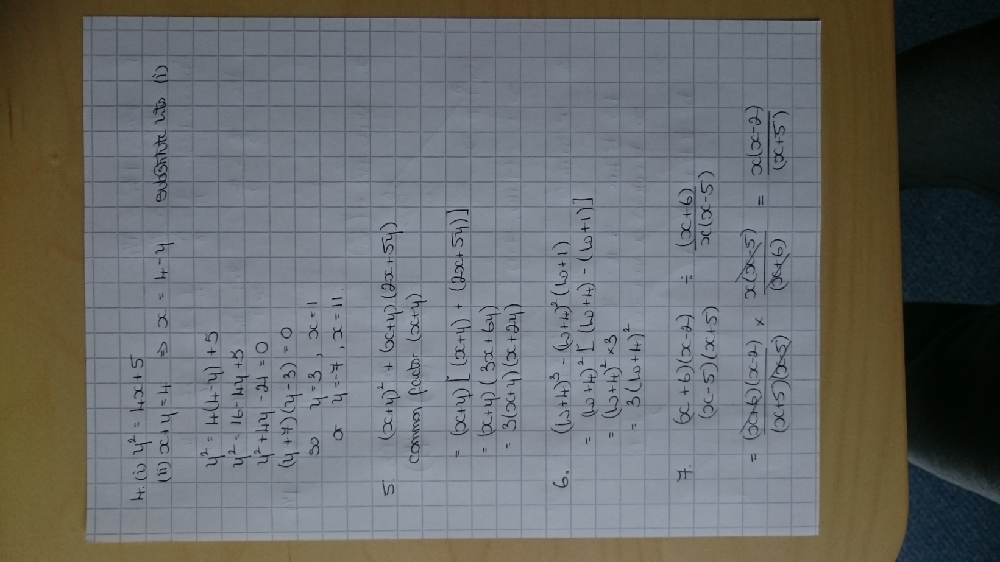 4. (i) y² = 4x + 5
(ii) x + y = 4 ⇒ x = 4 - y substitute into (i)
y² = 4(4 - y) + 5
y² = 16 - 4y + 5
y² + 4y - 21 = 0
(y + 7)(y - 3) = 0
so y = 3, x = 1
or y = -7, x = 11.
5. (x+y)² + (x+y)(2x+5y)
common factor (x+y)
= (x+y)[(x+y) + (2x+5y)]
= (x+y)(3x+6y)
= 3(x+y)(x+2y)
6. (w+4)³ - (w+4)²(w+1)
= (w+4)²[(w+4) - (w+1)]
= (w+4)² × 3
= 3(w+4)²
7. (x+6)(x-2) ÷ (x+6)
(x-5)(x+5) x(x-5)
= (x+6)(x-2) × x(x-5) = x(x-2)
(x+5)(x-5) (x+6) (x+5)